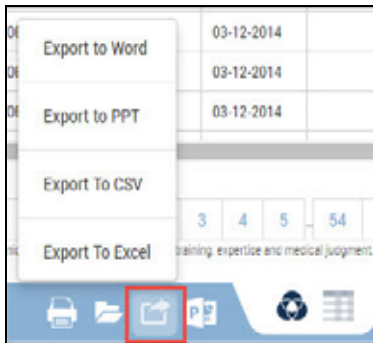 03-12-2014
Export to Word
03-12-2014
03-12-2014
Export to PPT
Export To CSV
3 4 5 .. 54
Export To Excel
training, expertise and medical judgment.
P